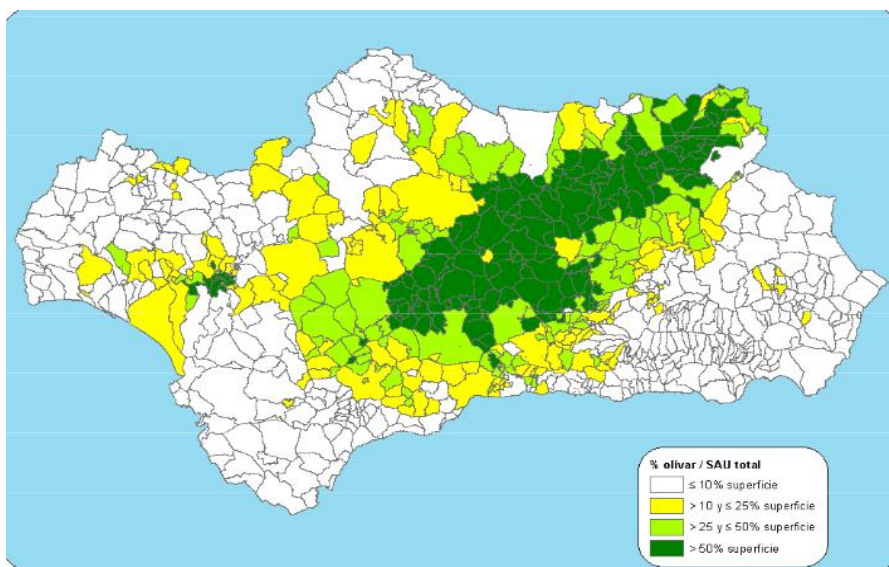 % olivar / SAU total
≤ 10% superficie
> 10 y ≤ 25% superficie
> 25 y ≤ 50% superficie
> 50% superficie